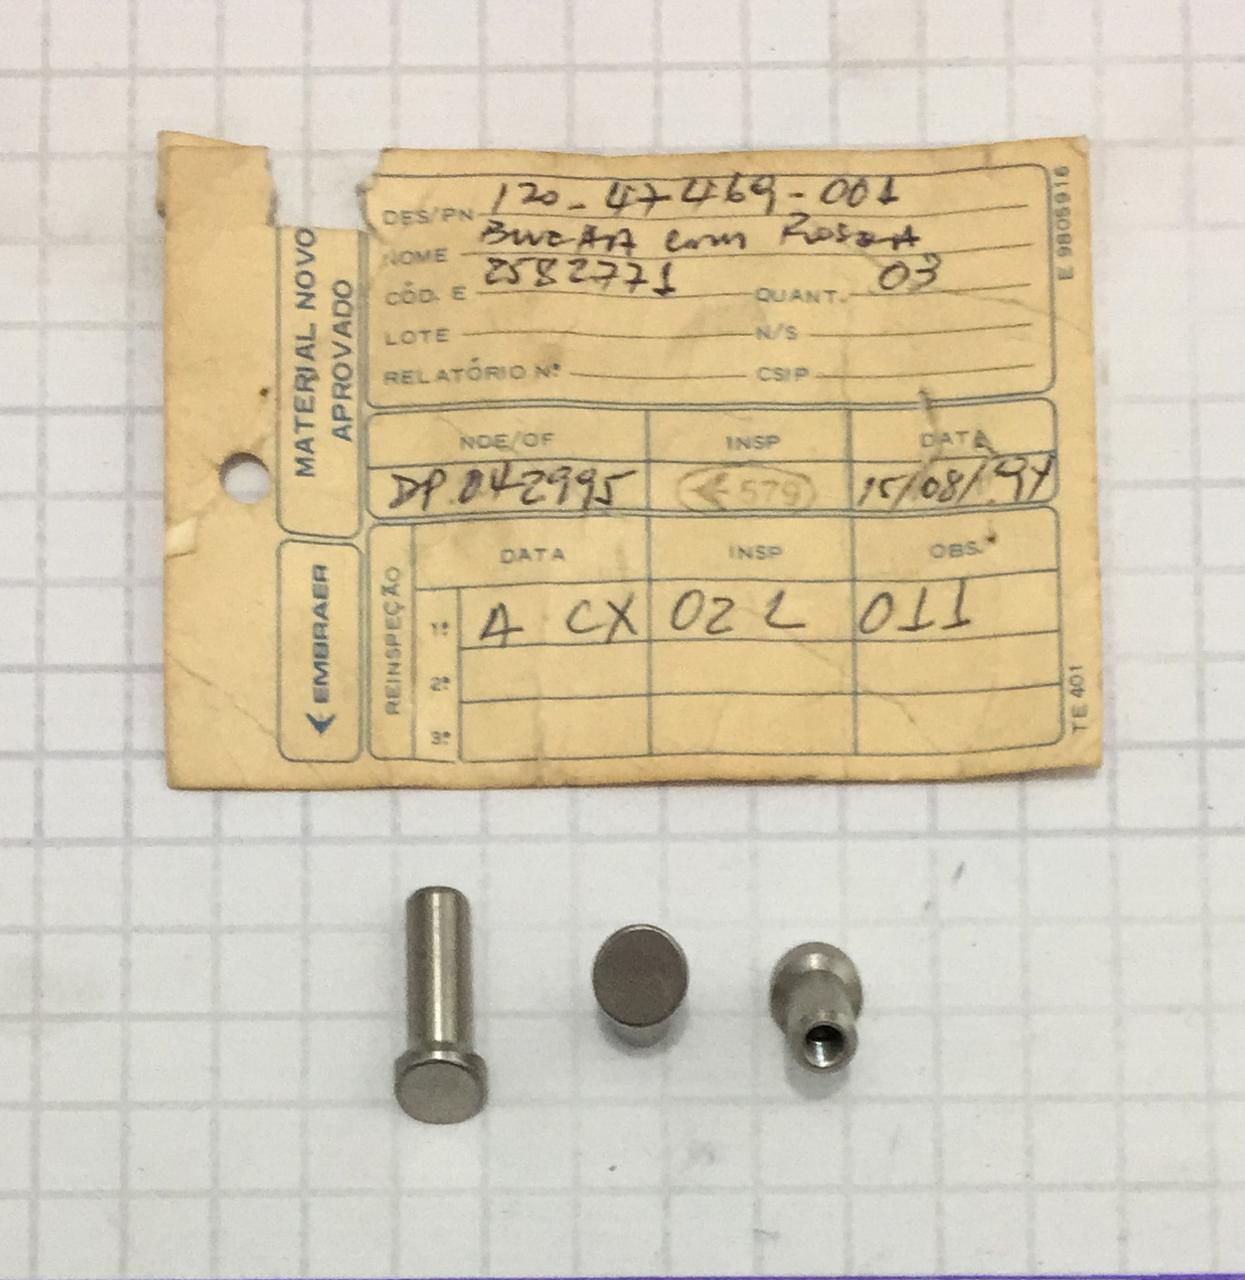 DES/PN 120-47469-001
NOME BUCHA com ROSCA
CÓD. E 2582771 QUANT. 03
LOTE N/S
RELATÓRIO Nº CSIP
MATERIAL NOVO
APROVADO
NDE/OF INSP DATA
DP.042995 579 15/08/94
EMBRAER
REINSPEÇÃO
DATA INSP OBS.
1º A CX 02 L 011
2º
3º
E 9805916
TE 401